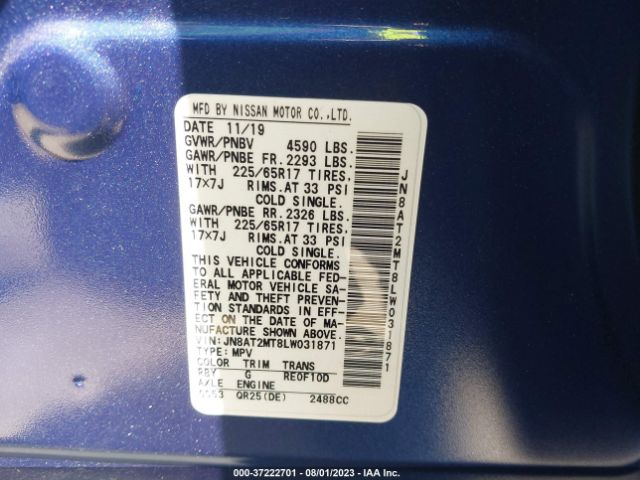 MFD BY NISSAN MOTOR CO.,LTD.
DATE 11/19
GVWR/PNBV 4590 LBS.
GAWR/PNBE FR. 2293 LBS.
WITH 225/65R17 TIRES.
17X7J RIMS.AT 33 PSI
COLD SINGLE.
GAWR/PNBE RR. 2326 LBS.
WITH 225/65R17 TIRES.
17X7J RIMS.AT 33 PSI
COLD SINGLE.
THIS VEHICLE CONFORMS
TO ALL APPLICABLE FED-
ERAL MOTOR VEHICLE SA-
FETY AND THEFT PREVEN-
TION STANDARDS IN EFF-
ECT ON THE DATE OF MA-
NUFACTURE SHOWN ABOVE.
VIN:JN8AT2MT8LW031871
TYPE:MPV
COLOR TRIM TRANS
RBY G RE0F10D
AXLE ENGINE
QR25(DE) 2488CC
JN8AT2MT8LW031871
000-37222701 - 08/01/2023 - IAA Inc.